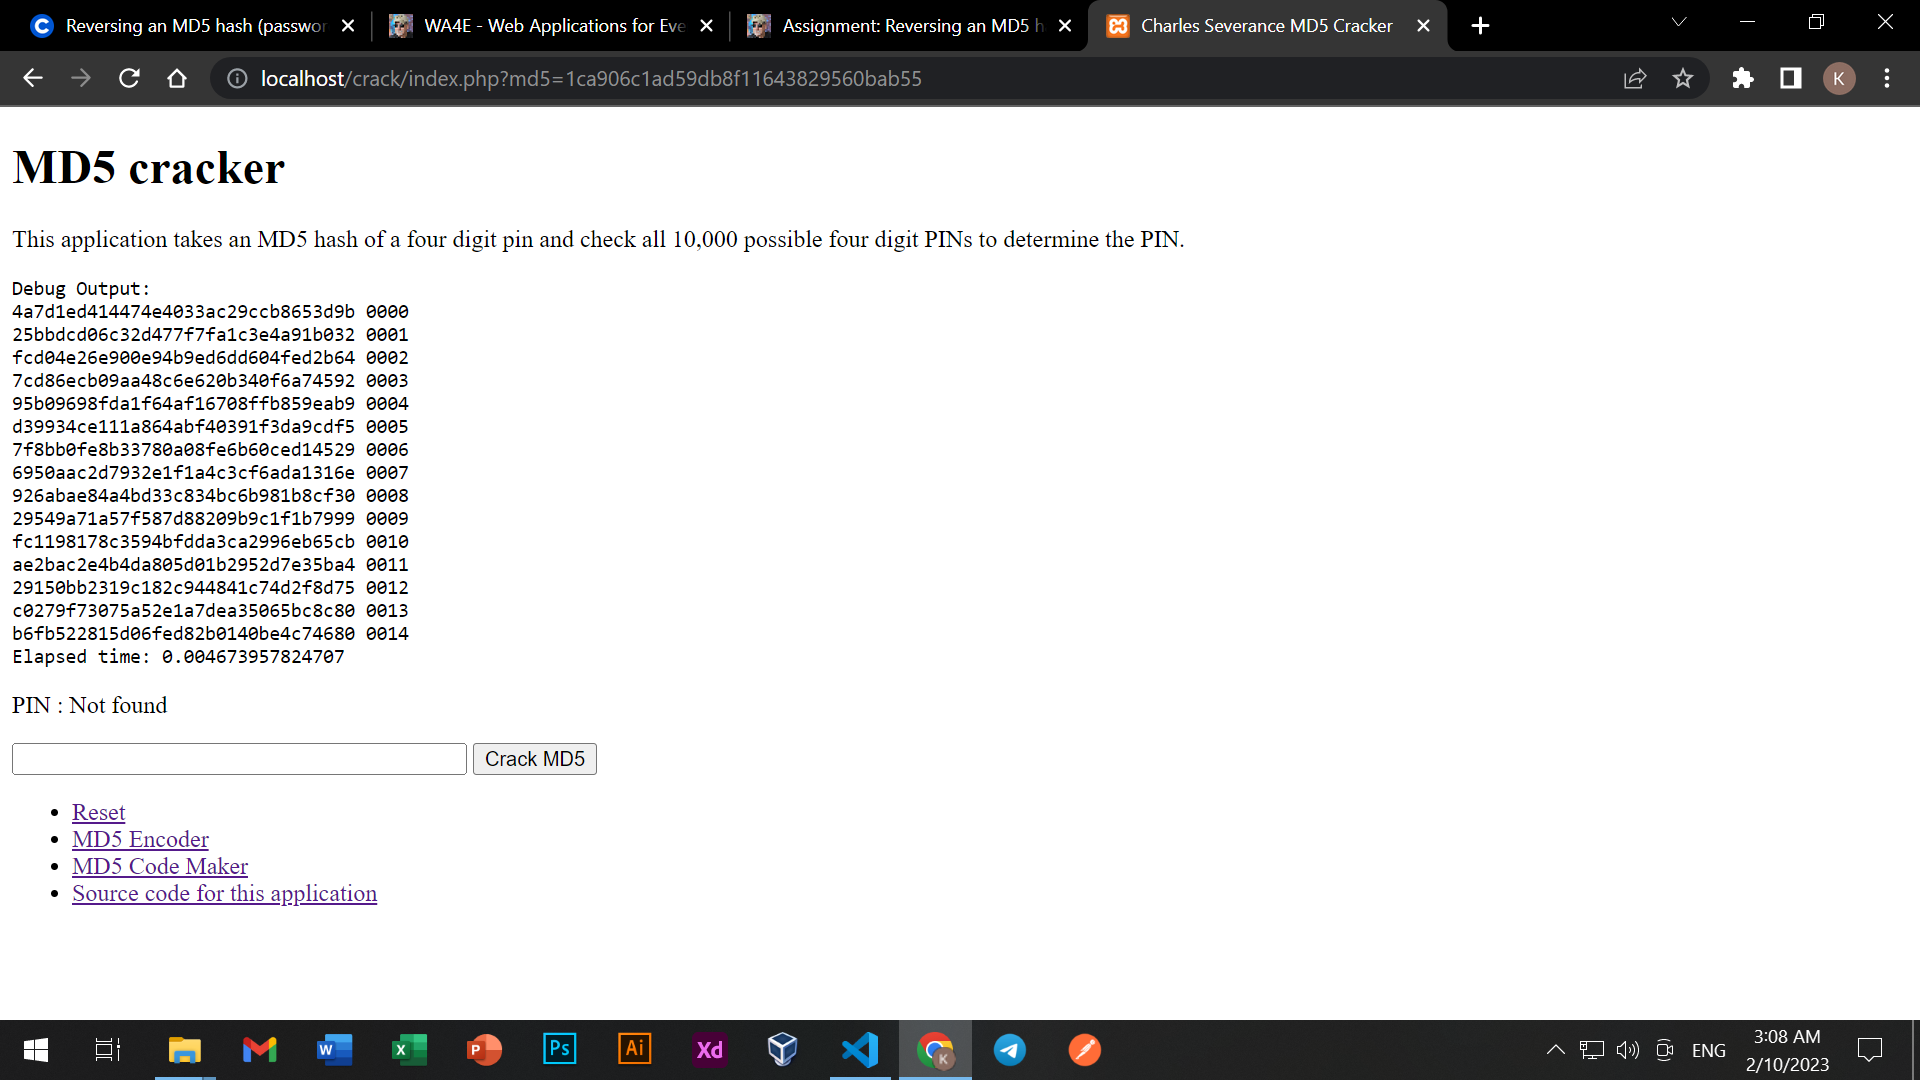 Reversing an MD5 hash (passwor
WA4E - Web Applications for Eve
Assignment: Reversing an MD5 h
Charles Severance MD5 Cracker
localhost/crack/index.php?md5=1ca906c1ad59db8f11643829560bab55
K
MD5 cracker
This application takes an MD5 hash of a four digit pin and check all 10,000 possible four digit PINs to determine the PIN.
Debug Output:
4a7d1ed414474e4033ac29ccb8653d9b 0000
25bbdcd06c32d477f7fa1c3e4a91b032 0001
fcd04e26e900e94b9ed6dd604fed2b64 0002
7cd86ecb09aa48c6e620b340f6a74592 0003
95b09698fda1f64af16708ffb859eab9 0004
d39934ce111a864abf40391f3da9cdf5 0005
7f8bb0fe8b33780a08fe6b60ced14529 0006
6950aac2d7932e1f1a4c3cf6ada1316e 0007
926abae84a4bd33c834bc6b981b8cf30 0008
29549a71a57f587d88209b9c1f1b7999 0009
fc1198178c3594bfdda3ca2996eb65cb 0010
ae2bac2e4b4da805d01b2952d7e35ba4 0011
29150bb2319c182c944841c74d2f8d75 0012
c0279f73075a52e1a7dea35065bc8c80 0013
b6fb522815d06fed82b0140be4c74680 0014
Elapsed time: 0.004673957824707
PIN : Not found
Crack MD5
Reset
MD5 Encoder
MD5 Code Maker
Source code for this application
Ps
Ai
Xd
K
ENG
3:08 AM
2/10/2023